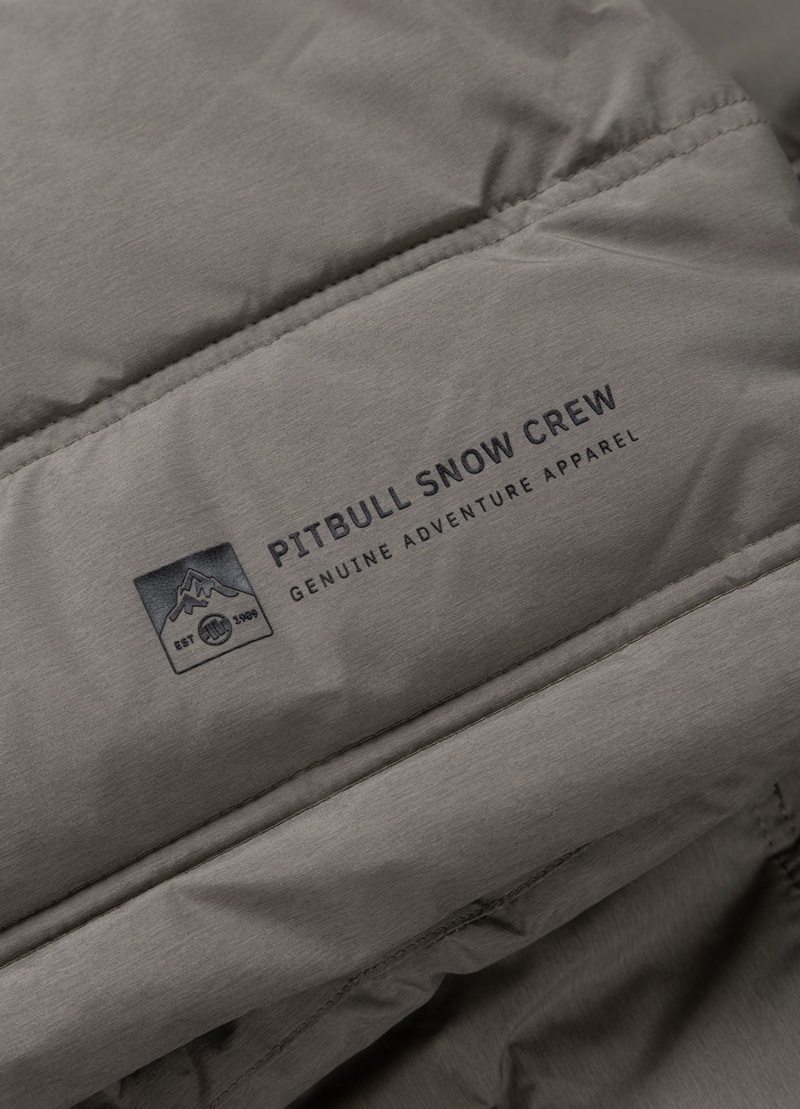 PITBULL SNOW CREW
GENUINE ADVENTURE APPAREL
EST 1989